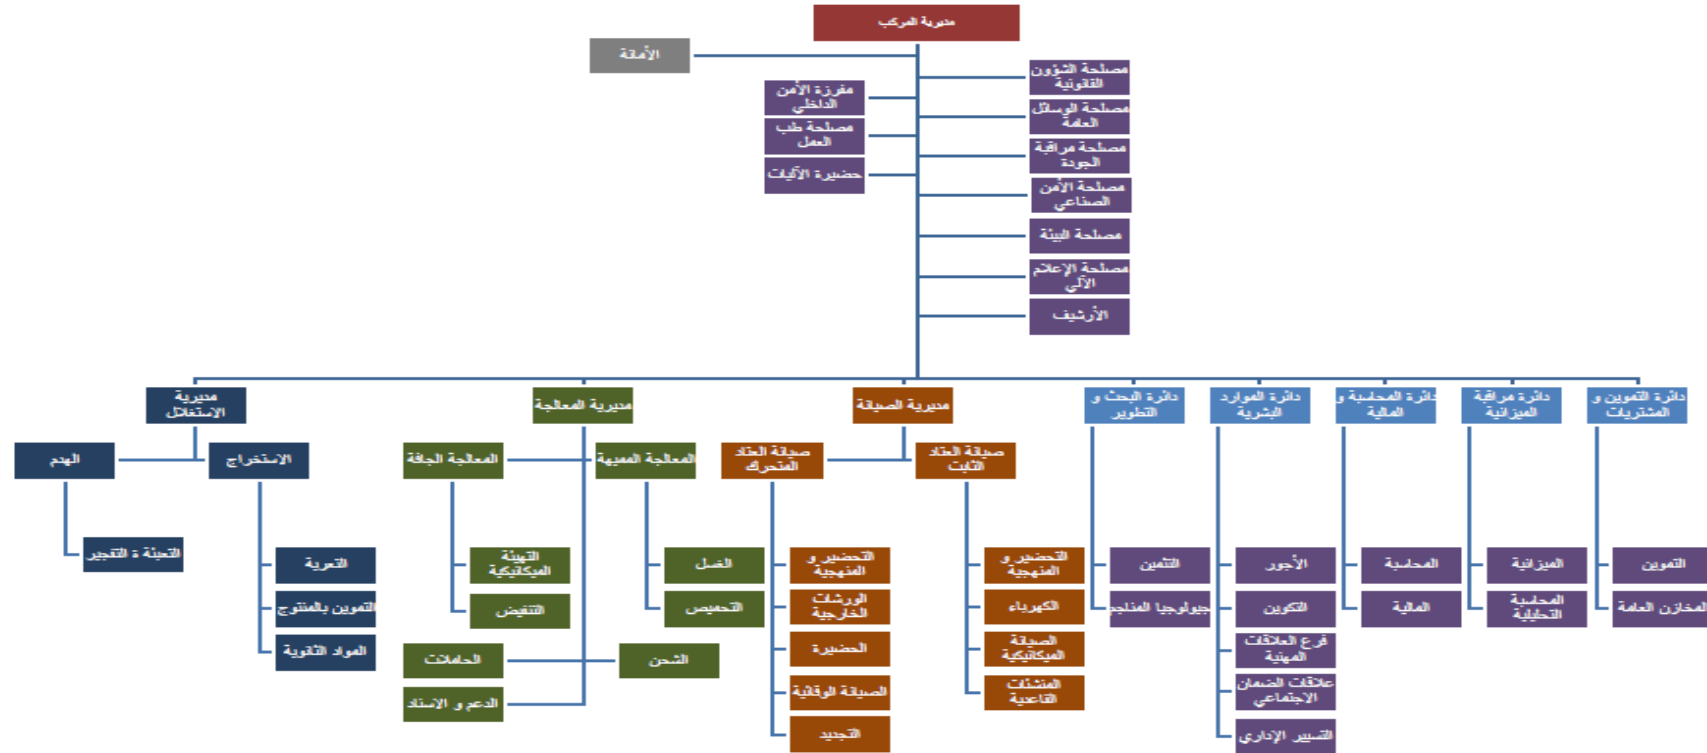 مديرية المركب
الأمانة
مصلحة الشؤون
القانونية
مفرزة الأمن
الداخلي
مصلحة الوسائل
العامة
مصلحة طب
العمل
مصلحة مراقبة
الجودة
حضيرة الآليات
مصلحة الأمن
الصناعي
مصلحة البيئة
مصلحة الإعلام
الآلي
الأرشيف
دائرة التموين و
المشتريات
دائرة مراقبة
الميزانية
دائرة المحاسبة و
المالية
دائرة الموارد
البشرية
دائرة البحث و
التطوير
مديرية الصيانة
مديرية المعالجة
مديرية
الإستغلال
صيانة العتاد
الثابت
صيانة العتاد
المتحرك
المعالجة المميهة
المعالجة الجافة
الاستخراج
الهدم
التموين
المخازن العامة
الميزانية
المحاسبة
التحليلية
المحاسبة
المالية
الأجور
التكوين
فرع العلاقات
المهنية
علاقات الضمان
الاجتماعي
التسيير الإداري
التثمين
جيولوجيا المناجم
التحضير و
المنهجية
الكهرباء
الصيانة
الميكانيكية
المنشئات
القاعدية
التحضير و
المنهجية
الورشات
الخارجية
الحضيرة
الصيانة الوقائية
التجديد
الغسل
التحميص
التهيئة
الميكانيكية
التنفيض
الشحن
الحاملات
الدعم و الاسناد
التعرية
التموين بالمنتوج
المواد الثانوية
التعبئة ة التفجير